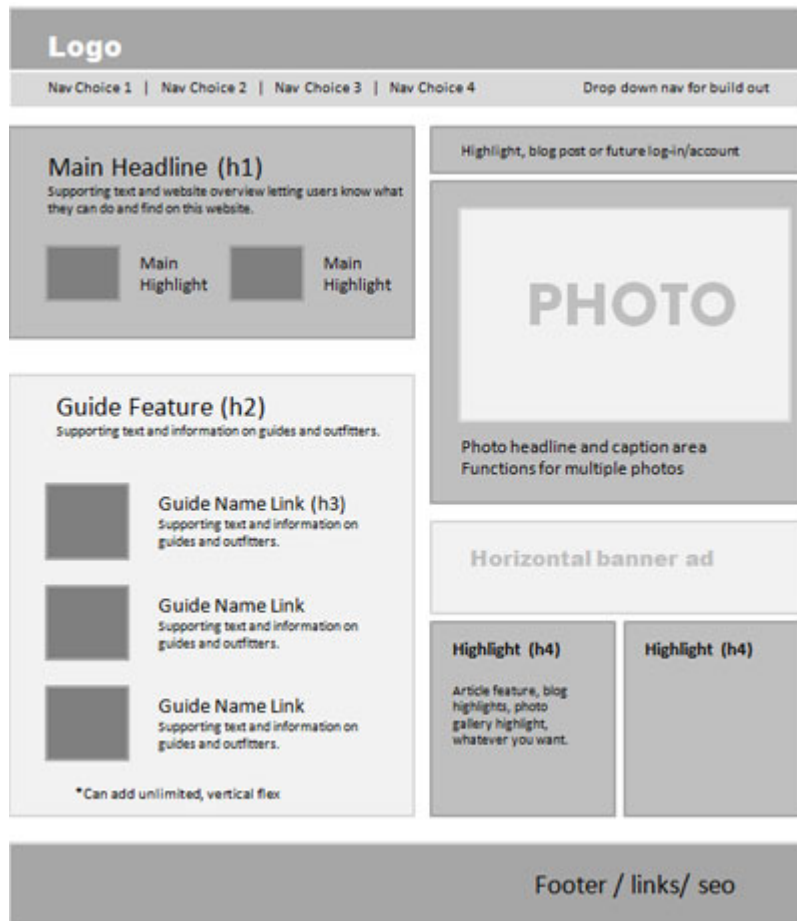 Logo
Nav Choice 1 | Nav Choice 2 | Nav Choice 3 | Nav Choice 4 Drop down nav for build out
Main Headline (h1)
Supporting text and website overview letting users know what
they can do and find on this website.
Main
Highlight
Main
Highlight
Guide Feature (h2)
Supporting text and information on guides and outfitters.
Guide Name Link (h3)
Supporting text and information on
guides and outfitters.
Guide Name Link
Supporting text and information on
guides and outfitters.
Guide Name Link
Supporting text and information on
guides and outfitters.
*Can add unlimited, vertical flex
Highlight, blog post or future log-in/account
PHOTO
Photo headline and caption area
Functions for multiple photos
Horizontal banner ad
Highlight (h4)
Article feature, blog
highlights, photo
gallery highlight,
whatever you want.
Highlight (h4)
Footer / links/ seo